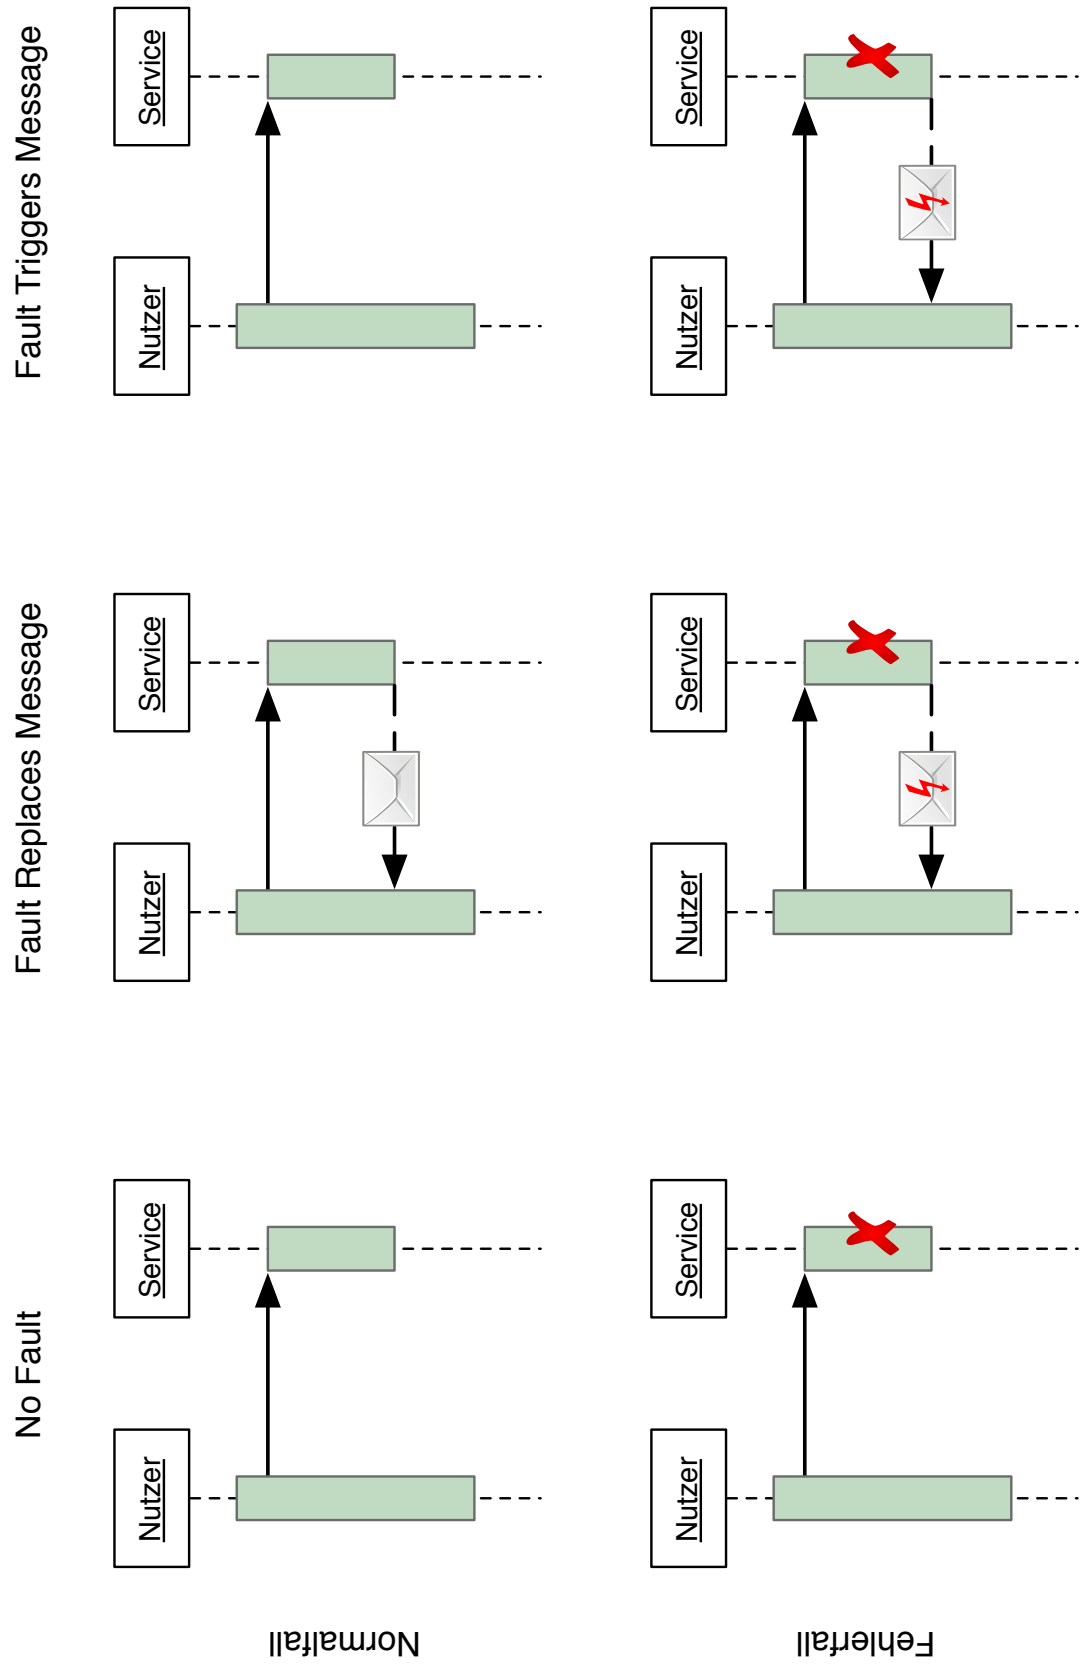 No Fault
Fault Replaces Message
Fault Triggers Message
Normalfall
Nutzer
Service
Nutzer
Service
Nutzer
Service
Fehlerfall
Nutzer
Service
Nutzer
Service
Nutzer
Service